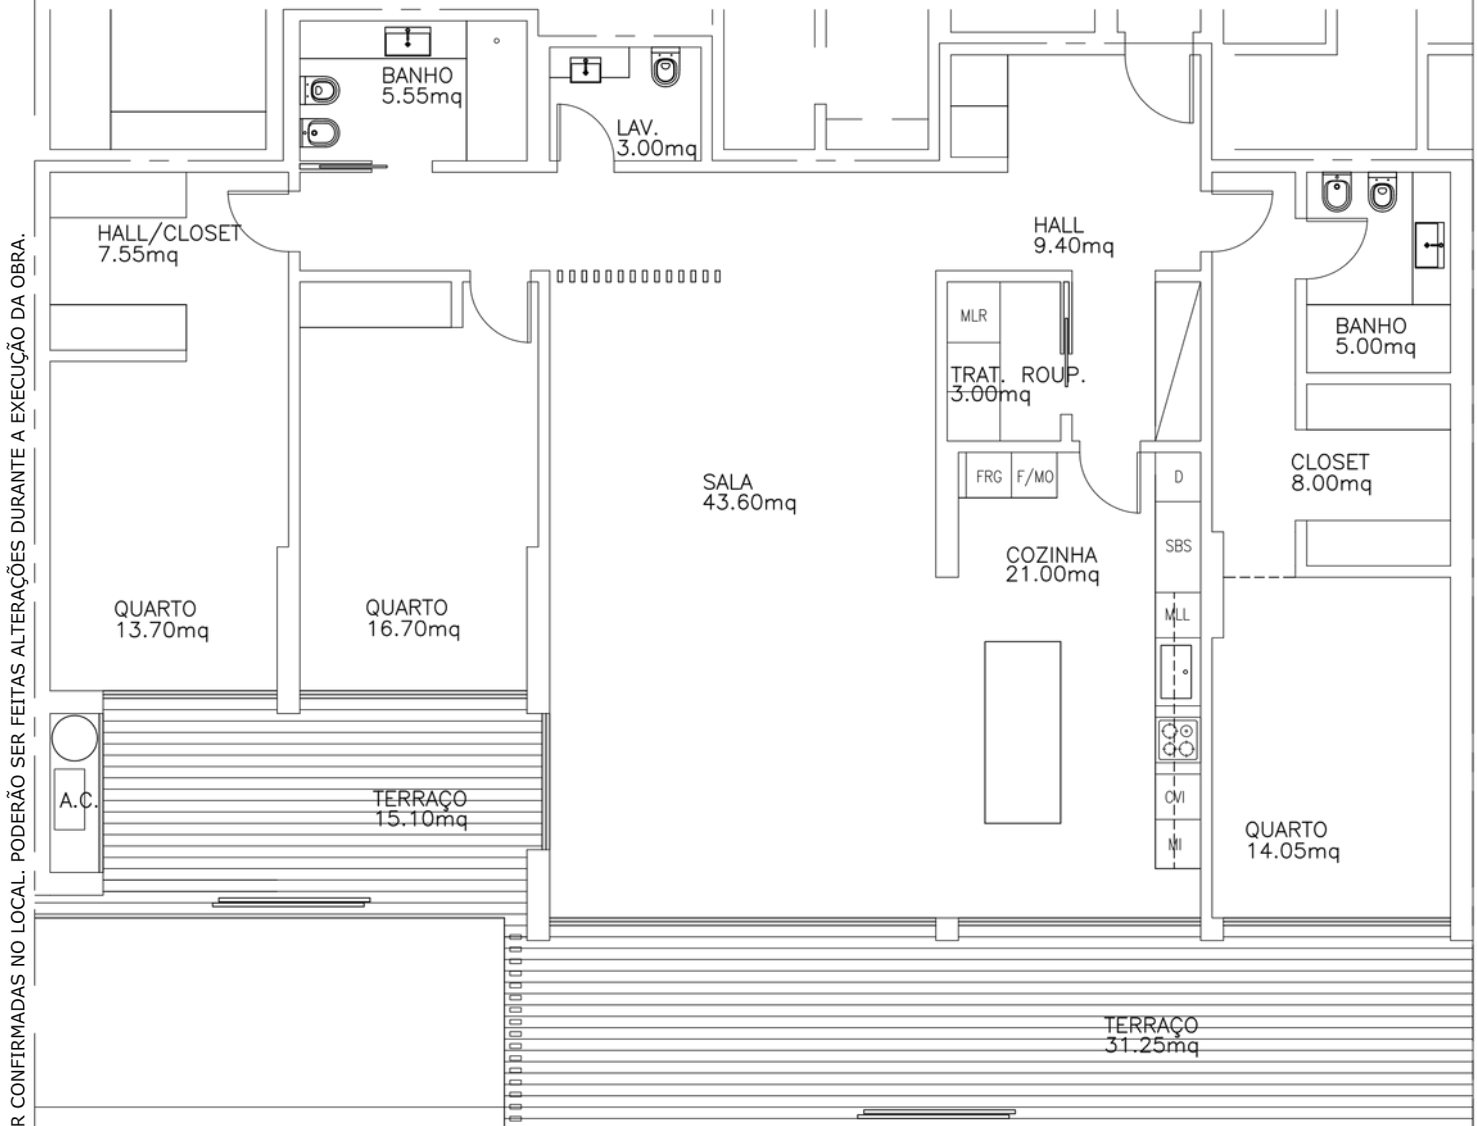 BANHO
5.55mq
LAV.
3.00mq
HALL/CLOSET
7.55mq
HALL
9.40mq
MLR
TRAT. ROUP.
3.00mq
BANHO
5.00mq
FRG
F/MO
D
SALA
43.60mq
CLOSET
8.00mq
SBS
COZINHA
21.00mq
MLL
QUARTO
13.70mq
QUARTO
16.70mq
A.C.
TERRAÇO
15.10mq
CVI
MI
QUARTO
14.05mq
TERRAÇO
31.25mq
R CONFIRMADAS NO LOCAL. PODERÃO SER FEITAS ALTERAÇÕES DURANTE A EXECUÇÃO DA OBRA.